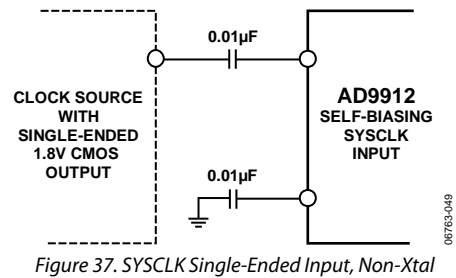 0.01µF
CLOCK SOURCE
WITH
SINGLE-ENDED
1.8V CMOS
OUTPUT
AD9912
SELF-BIASING
SYSCLK
INPUT
0.01µF
06763-049
Figure 37. SYSCLK Single-Ended Input, Non-Xtal